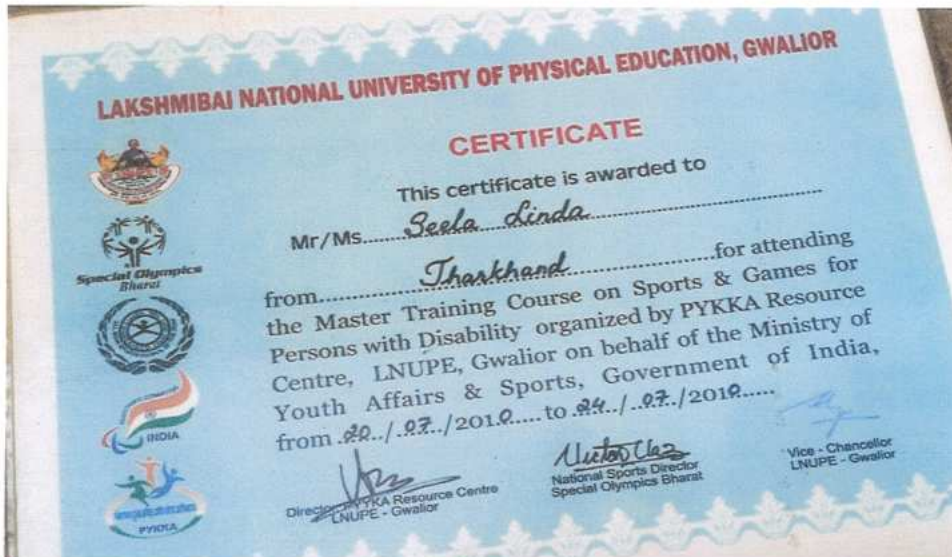 LAKSHMIBAI NATIONAL UNIVERSITY OF PHYSICAL EDUCATION, GWALIOR
CERTIFICATE
This certificate is awarded to
Mr/Ms........Seela Linda..................................
from....................Jharkhand..........................for attending
the Master Training Course on Sports & Games for
Persons with Disability organized by PYKKA Resource
Centre, LNUPE, Gwalior on behalf of the Ministry of
Youth Affairs & Sports, Government of India,
from .20../.07./2010.... to .24../.07./2010.....
Special Olympics
Bharat
INDIA
PYKKA
Director, PYKKA Resource Centre
LNUPE - Gwalior
National Sports Director
Special Olympics Bharat
Vice - Chancellor
LNUPE - Gwalior